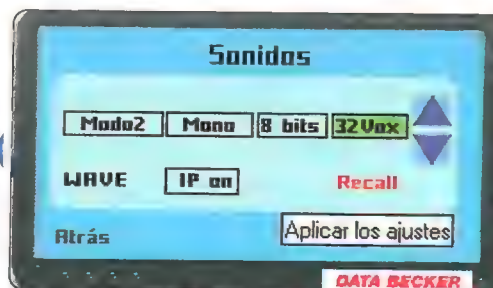 Sonidos
Modo2 Mono 8 bits 32Vox
WAVE IP on Recall
Atrás Aplicar los ajustes
DATA BECKER